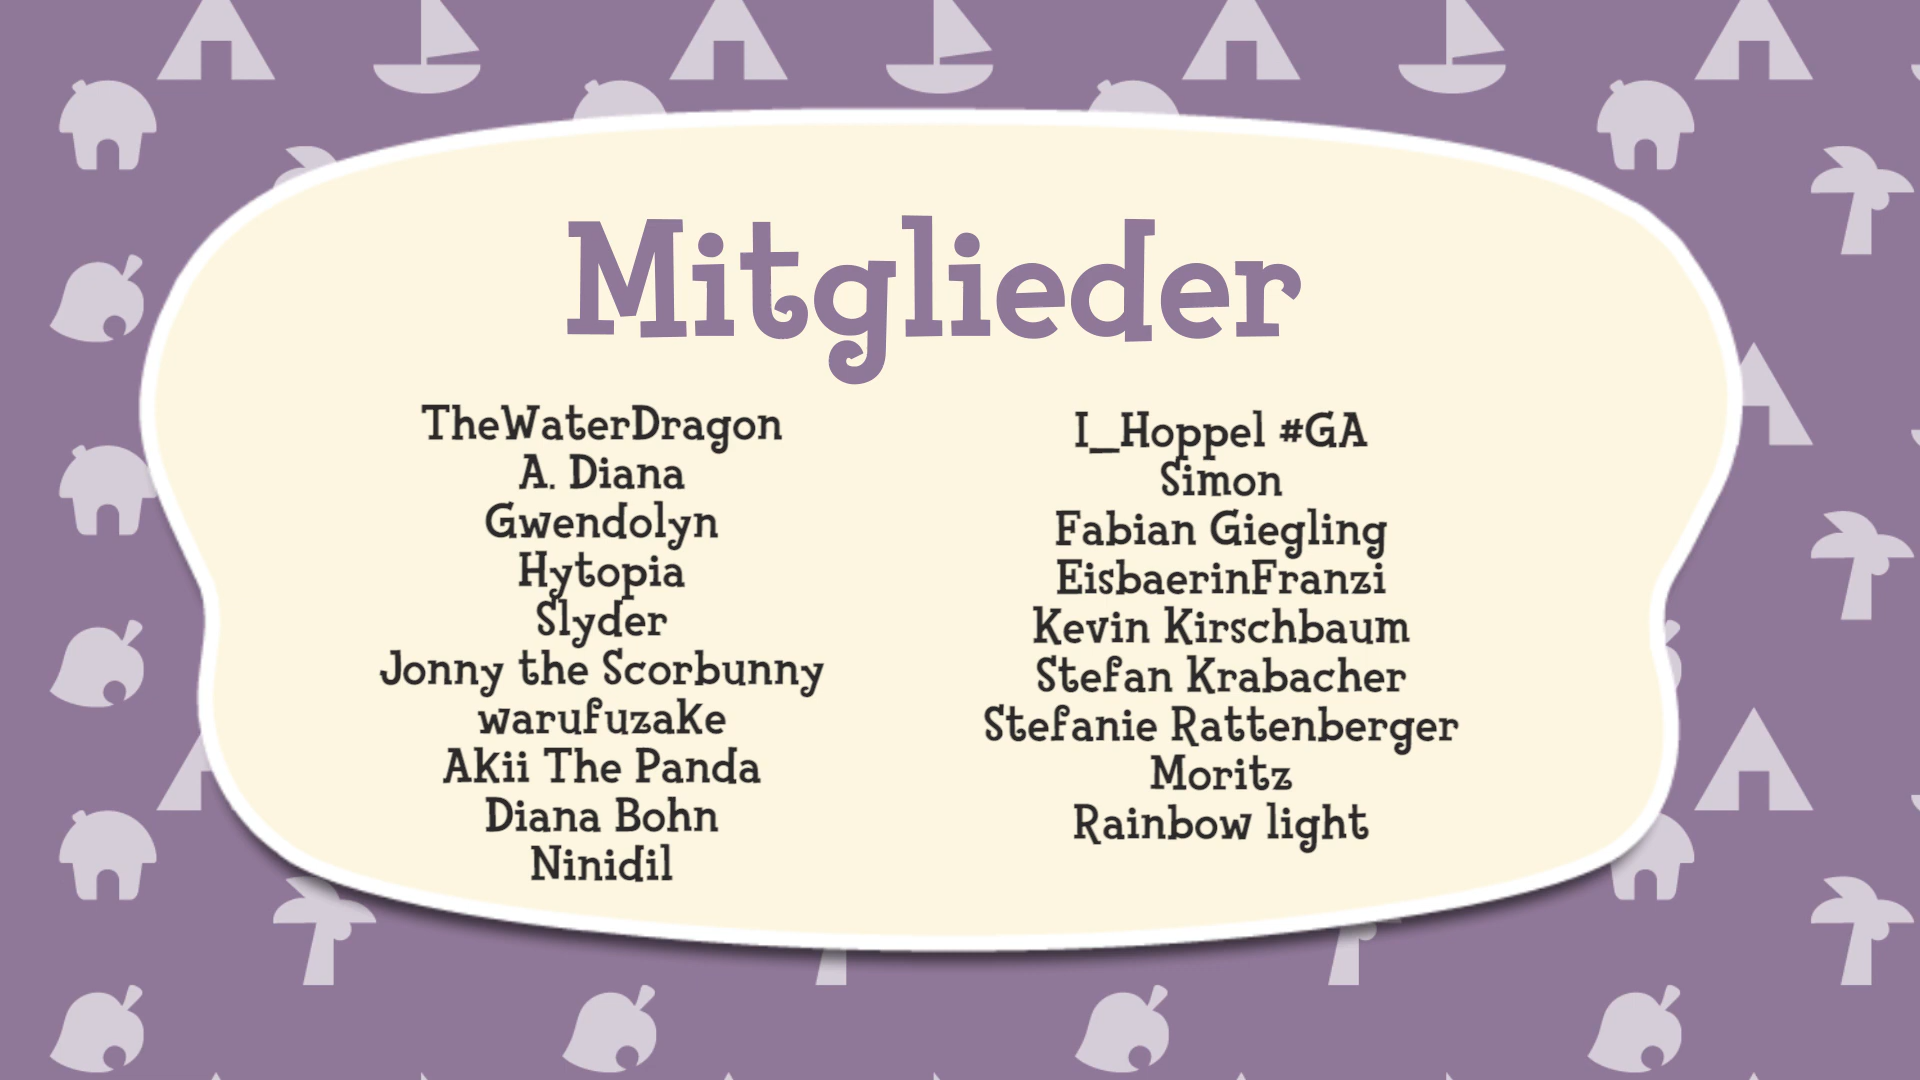 Mitglieder
TheWaterDragon
A. Diana
Gwendolyn
Hytopia
Slyder
Jonny the Scorbunny
warufuzake
Akii The Panda
Diana Bohn
Ninidil
I_Hoppel #GA
Simon
Fabian Giegling
EisbaerinFranzi
Kevin Kirschbaum
Stefan Krabacher
Stefanie Rattenberger
Moritz
Rainbow light